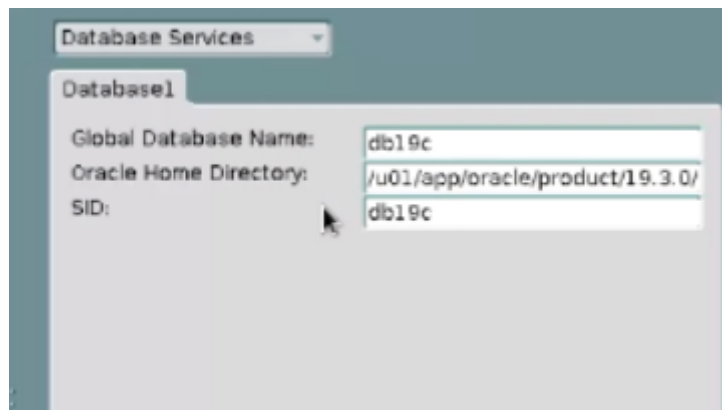 Database Services
Database1
Global Database Name: db19c
Oracle Home Directory: /u01/app/oracle/product/19.3.0/
SID: db19c